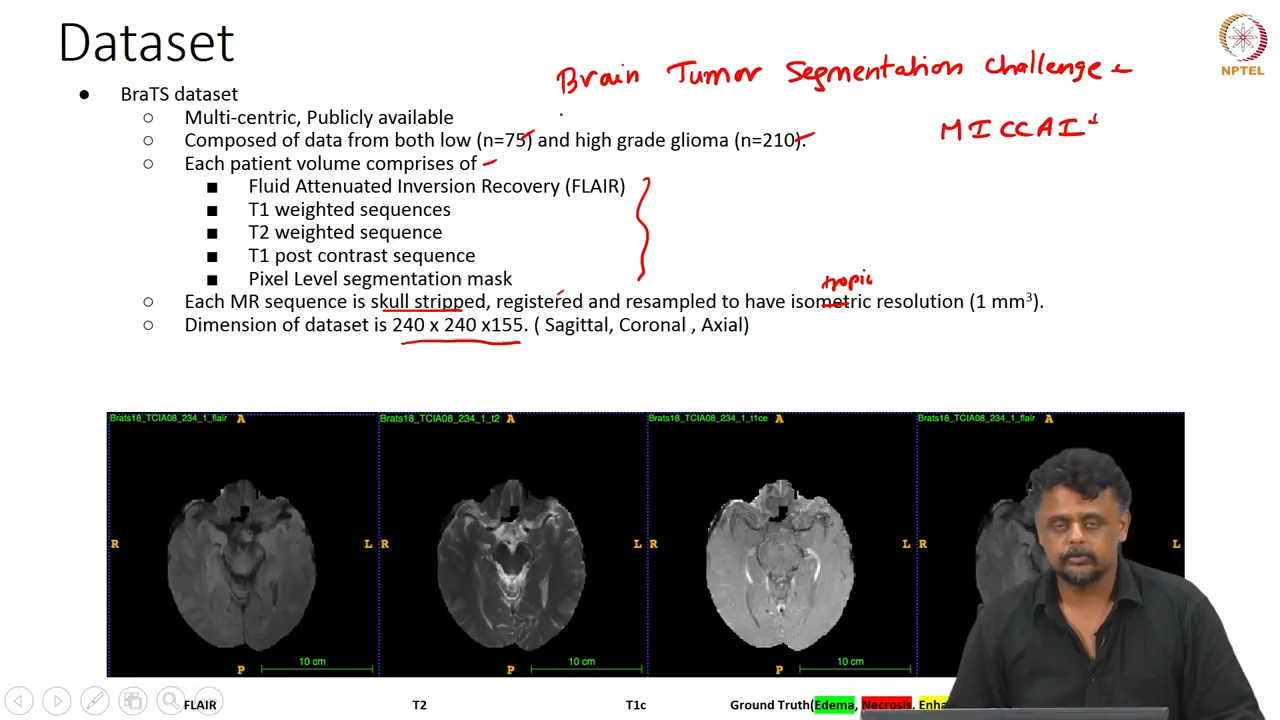 Dataset
NPTEL
Brain Tumor Segmentation Challenge
MICCAI
● BraTS dataset
○ Multi-centric, Publicly available
○ Composed of data from both low (n=75) and high grade glioma (n=210).
○ Each patient volume comprises of
■ Fluid Attenuated Inversion Recovery (FLAIR)
■ T1 weighted sequences
■ T2 weighted sequence
■ T1 post contrast sequence
■ Pixel Level segmentation mask
tropic
○ Each MR sequence is skull stripped, registered and resampled to have isometric resolution (1 mm³).
○ Dimension of dataset is 240 x 240 x155. ( Sagittal, Coronal , Axial)
Brats18_TCIA08_234_1_flair A Brats18_TCIA08_234_1_t2 A Brats18_TCIA08_234_1_t1ce A Brats18_TCIA08_234_1_flair A
R L R L R L R L
P 10 cm P 10 cm P 10 cm
FLAIR T2 T1c Ground Truth(Edema, Necrosis,